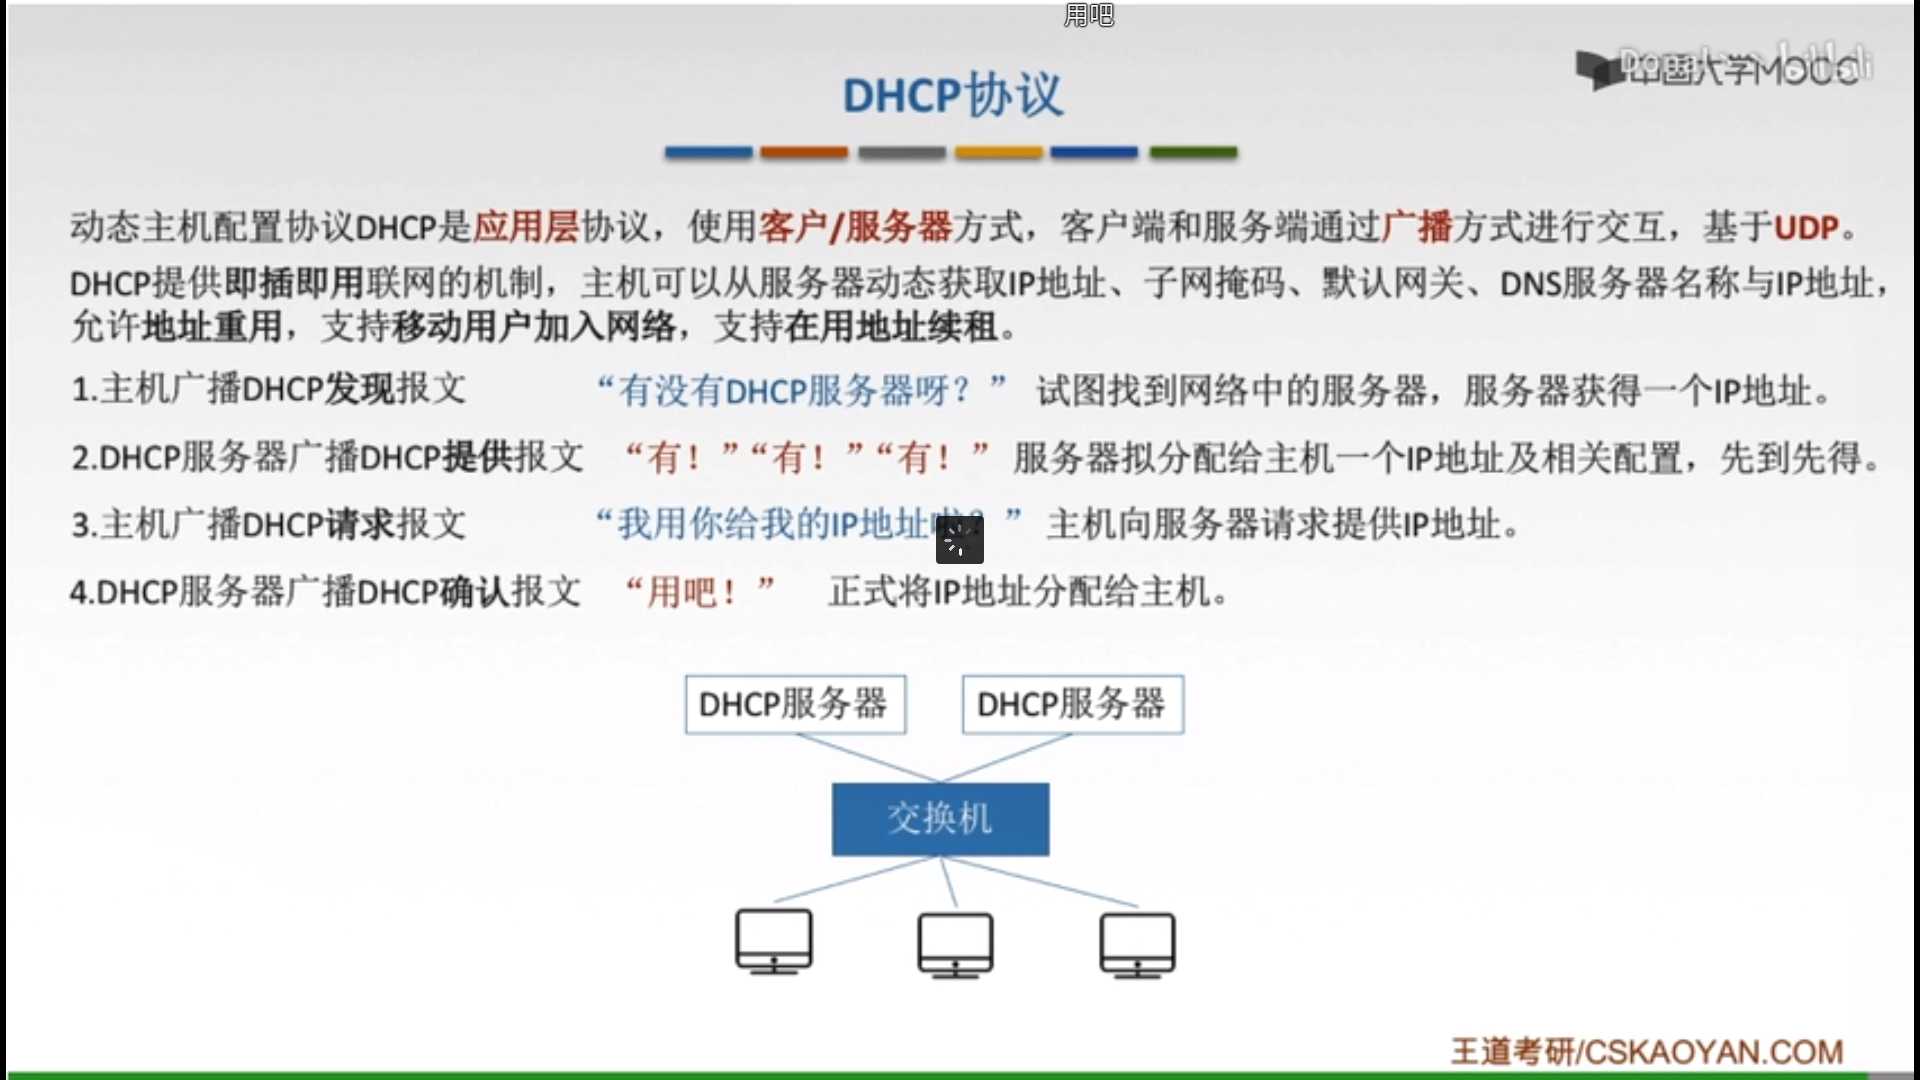 用吧
中国大学MOOC
DHCP协议
动态主机配置协议DHCP是应用层协议，使用客户/服务器方式，客户端和服务端通过广播方式进行交互，基于UDP。
DHCP提供即插即用联网的机制，主机可以从服务器动态获取IP地址、子网掩码、默认网关、DNS服务器名称与IP地址，
允许地址重用，支持移动用户加入网络，支持在用地址续租。
1.主机广播DHCP发现报文 “有没有DHCP服务器呀？” 试图找到网络中的服务器，服务器获得一个IP地址。
2.DHCP服务器广播DHCP提供报文 “有！”“有！”“有！” 服务器拟分配给主机一个IP地址及相关配置，先到先得。
3.主机广播DHCP请求报文 “我用你给我的IP地址啦？” 主机向服务器请求提供IP地址。
4.DHCP服务器广播DHCP确认报文 “用吧！” 正式将IP地址分配给主机。
DHCP服务器 DHCP服务器
交换机
王道考研/CSKAOYAN.COM